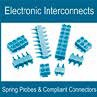 Electronic Interconnects
Spring Probes & Compliant Connectors